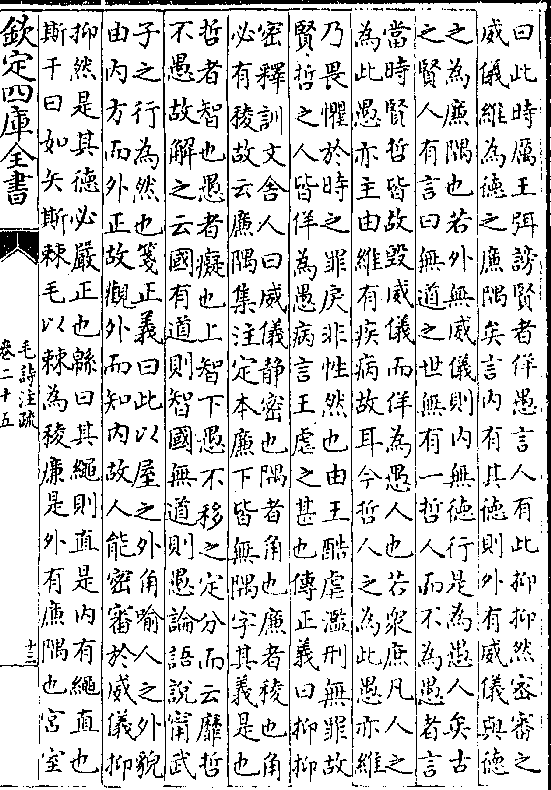 曰此時厲王弭謗賢者佯愚言人有此抑抑然密審之
威儀維為德之廉隅矣言内有其德則外有威儀與德
之為廉隅也若外無威儀則内無德行是為愚人矣古
之賢人有言曰無道之世無有一哲人而不為愚者言
當時賢哲皆故毀威儀而佯為愚人也若衆庶凡人之
為此愚亦主由維有疾病故耳今哲人之為此愚亦維
乃畏懼於時之罪戾非性然也由王酷虐濫刑無罪故
賢哲之人皆佯為愚病言王虐之甚也傳正義曰抑抑
密釋訓文舍人曰威儀静密也隅者角也廉者稜也角
必有稜故云廉隅集注定本廉下皆無隅字其義是也
哲者智也愚者癡也上智下愚不移之定分而云靡哲
不愚故解之云國有道則智國無道則愚論語説甯武
子之行為然也箋正義曰此以屋之外角喻人之外貌
由内方而外正故觀外而知内故人能密審於威儀抑
抑然是其德必嚴正也緜曰其繩則直是内有繩直也
斯干曰如矢斯棘毛以棘為稜亷是外有廉隅也宫室
欽定四庫全書
毛詩注疏
卷二十五
十三